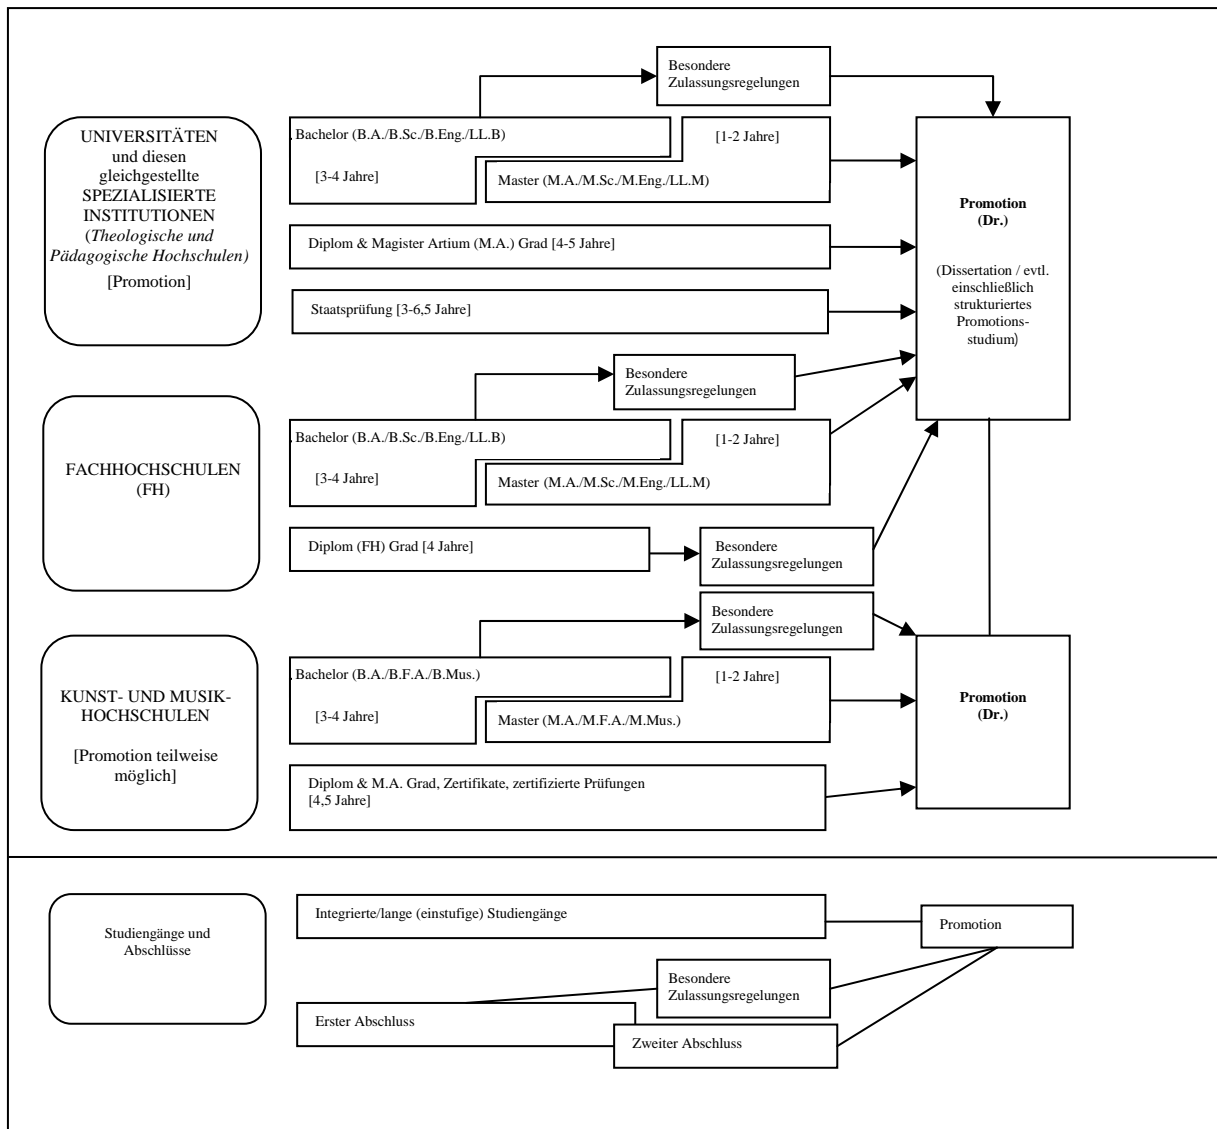 Besondere
Zulassungsregelungen
UNIVERSITÄTEN
und diesen
gleichgestellte
SPEZIALISIERTE
INSTITUTIONEN
(Theologische und
Pädagogische Hochschulen)
[Promotion]
. Bachelor (B.A./B.Sc./B.Eng./LL.B)
[1-2 Jahre]
[3-4 Jahre]
Master (M.A./M.Sc./M.Eng./LL.M)
Diplom & Magister Artium (M.A.) Grad [4-5 Jahre]
Staatsprüfung [3-6,5 Jahre]
Promotion
(Dr.)
(Dissertation / evtl.
einschließlich
strukturiertes
Promotions-
studium)
Besondere
Zulassungsregelungen
FACHHOCHSCHULEN
(FH)
. Bachelor (B.A./B.Sc./B.Eng./LL.B)
[1-2 Jahre]
[3-4 Jahre]
Master (M.A./M.Sc./M.Eng./LL.M)
Diplom (FH) Grad [4 Jahre]
Besondere
Zulassungsregelungen
Besondere
Zulassungsregelungen
KUNST- UND MUSIK-
HOCHSCHULEN
[Promotion teilweise
möglich]
. Bachelor (B.A./B.F.A./B.Mus.)
[1-2 Jahre]
[3-4 Jahre]
Master (M.A./M.F.A./M.Mus.)
Diplom & M.A. Grad, Zertifikate, zertifizierte Prüfungen
[4,5 Jahre]
Promotion
(Dr.)
Studiengänge und
Abschlüsse
Integrierte/lange (einstufige) Studiengänge
Promotion
Besondere
Zulassungsregelungen
Erster Abschluss
Zweiter Abschluss